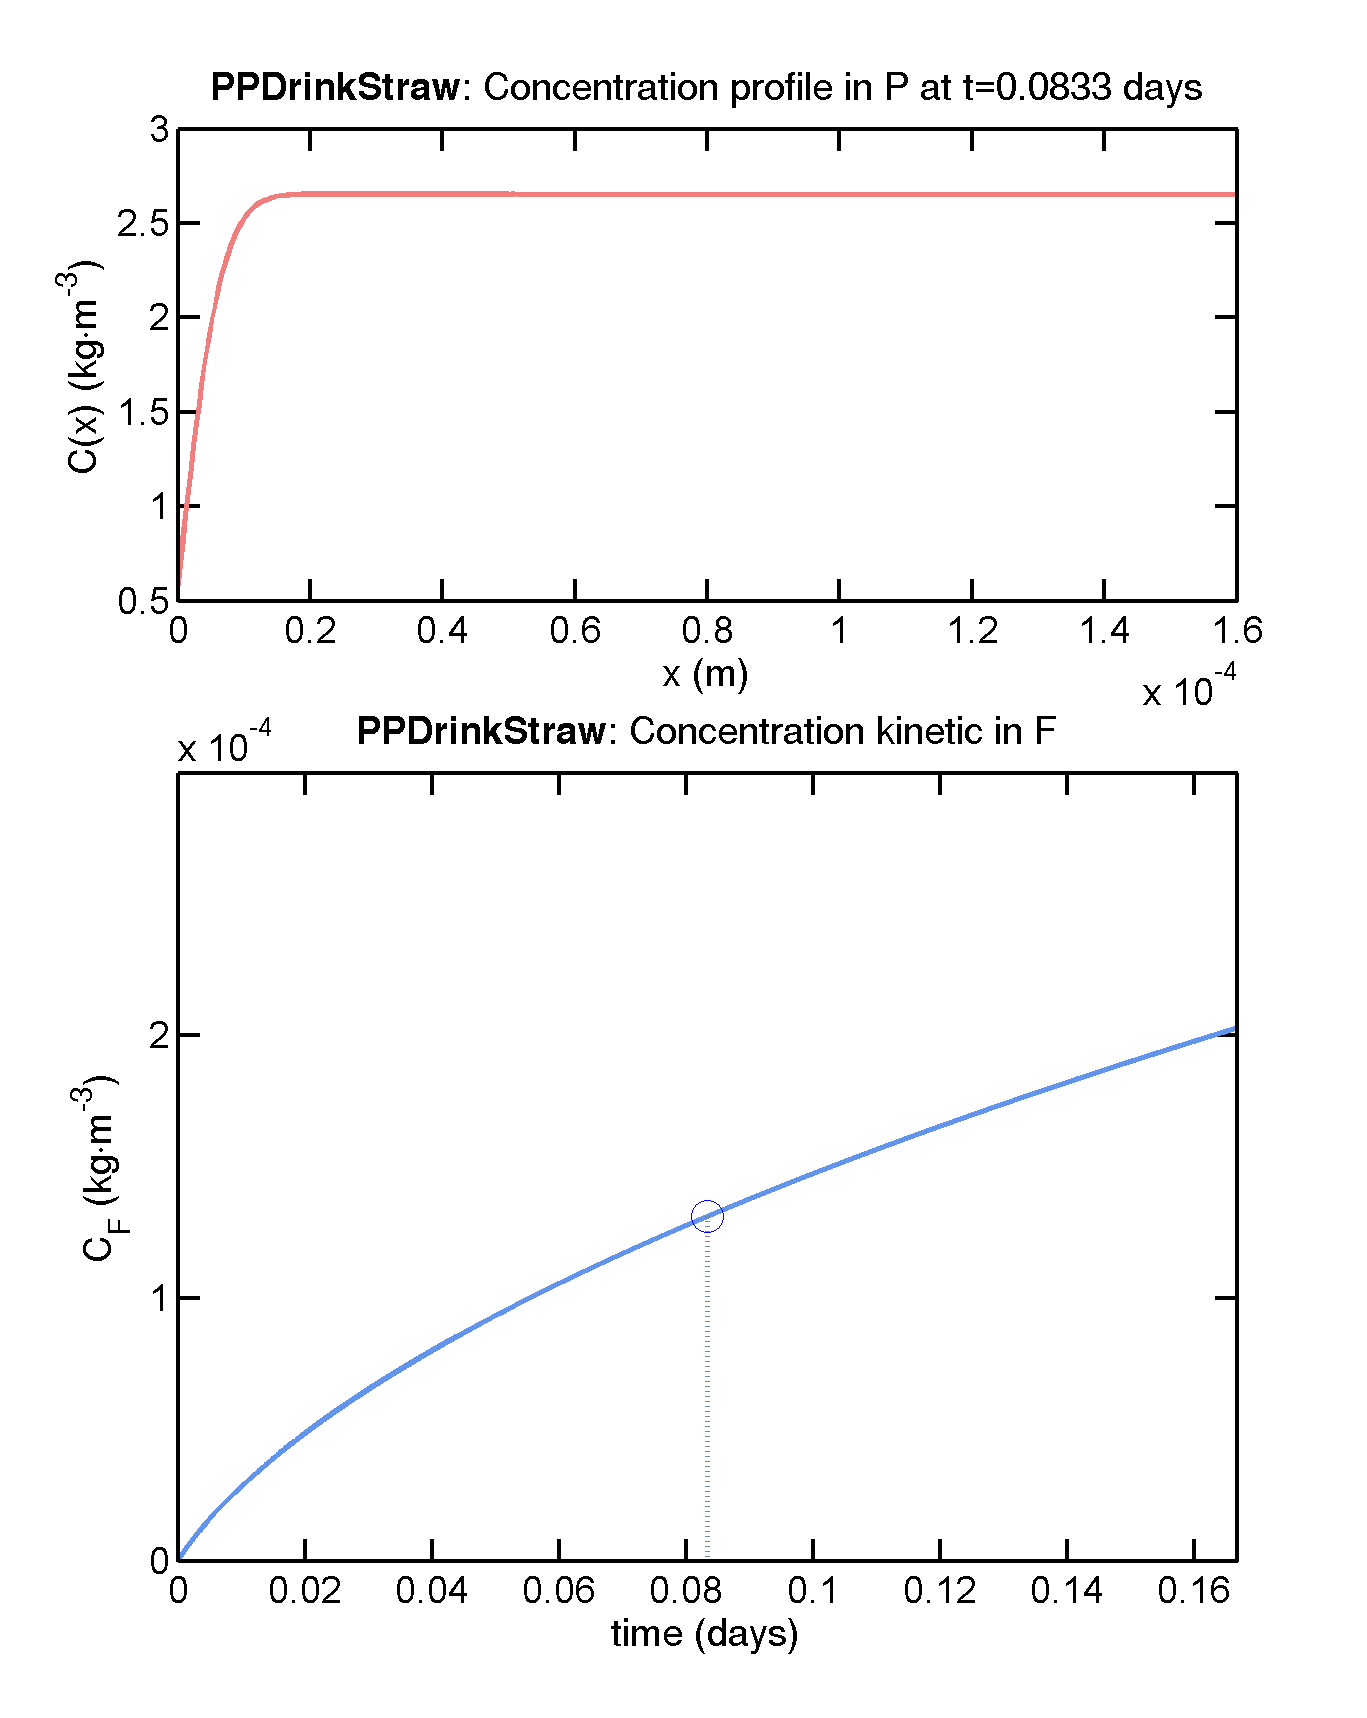 PPDrinkStraw: Concentration profile in P at t=0.0833 days
3
2.5
2
1.5
1
0.5
C(x) (kg·m-3)
0 0.2 0.4 0.6 0.8 1 1.2 1.4 1.6
x (m)
x 10-4
PPDrinkStraw: Concentration kinetic in F
x 10-4
2
1
0
CF (kg·m-3)
0 0.02 0.04 0.06 0.08 0.1 0.12 0.14 0.16
time (days)